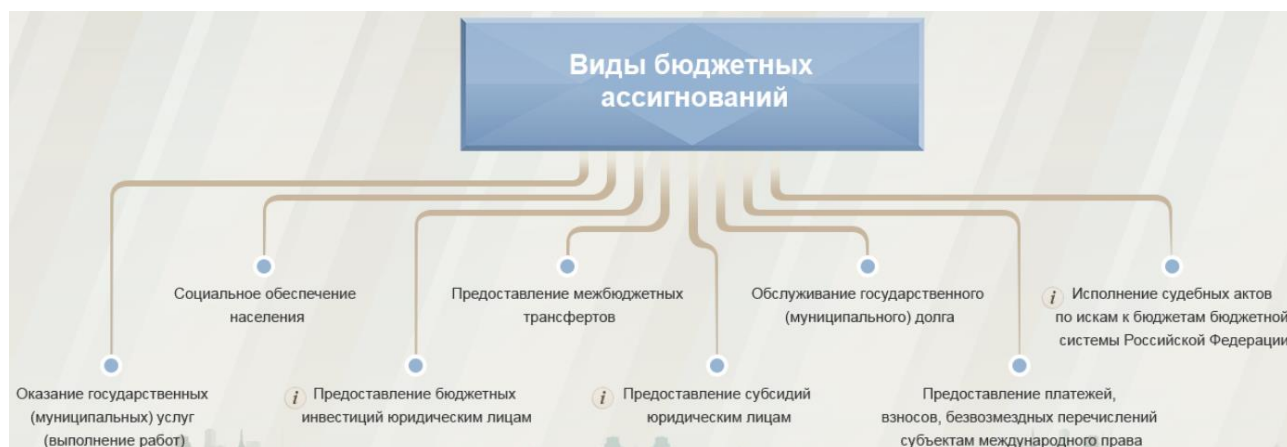 Виды бюджетных
ассигнований
Социальное обеспечение
населения
Предоставление межбюджетных
трансфертов
Обслуживание государственного
(муниципального) долга
i Исполнение судебных актов
по искам к бюджетам бюджетной
системы Российской Федерации
Оказание государственных
(муниципальных) услуг
(выполнение работ)
i Предоставление бюджетных
инвестиций юридическим лицам
i Предоставление субсидий
юридическим лицам
Предоставление платежей,
взносов, безвозмездных перечислений
субъектам международного права